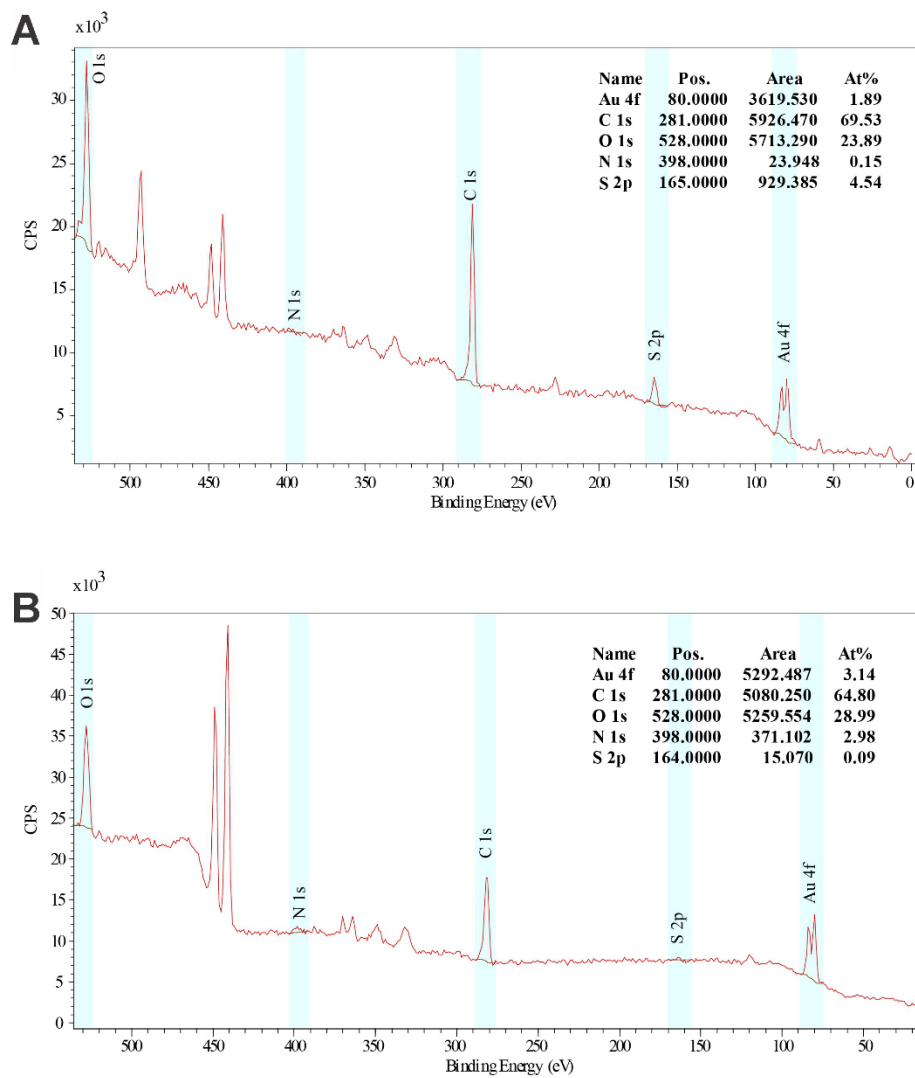 A
x10³
O 1s
N 1s
C 1s
S 2p
Au 4f
Name Pos. Area At%
Au 4f 80.0000 3619.530 1.89
C 1s 281.0000 5926.470 69.53
O 1s 528.0000 5713.290 23.89
N 1s 398.0000 23.948 0.15
S 2p 165.0000 929.385 4.54
CPS
30
25
20
15
10
5
500 450 400 350 300 250 200 150 100 50 0
Binding Energy (eV)
B
x10³
O 1s
N 1s
C 1s
S 2p
Au 4f
Name Pos. Area At%
Au 4f 80.0000 5292.487 3.14
C 1s 281.0000 5080.250 64.80
O 1s 528.0000 5259.554 28.99
N 1s 398.0000 371.102 2.98
S 2p 164.0000 15.070 0.09
CPS
50
45
40
35
30
25
20
15
10
5
0
500 450 400 350 300 250 200 150 100 50
Binding Energy (eV)